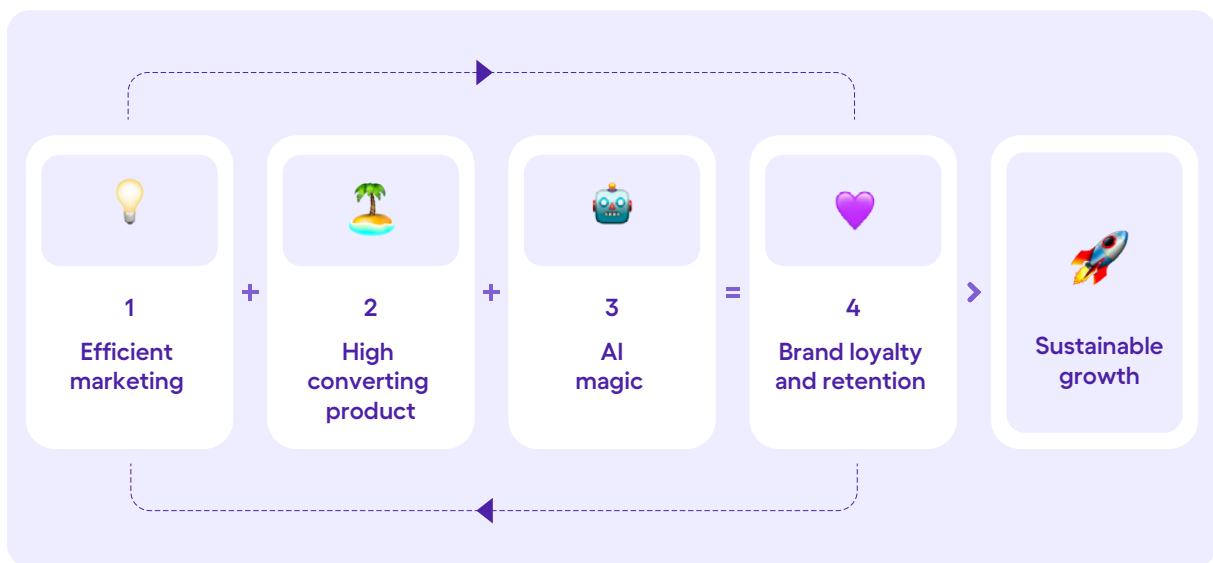 1
Efficient
marketing
+
2
High
converting
product
+
3
AI
magic
=
4
Brand loyalty
and retention
>
Sustainable
growth